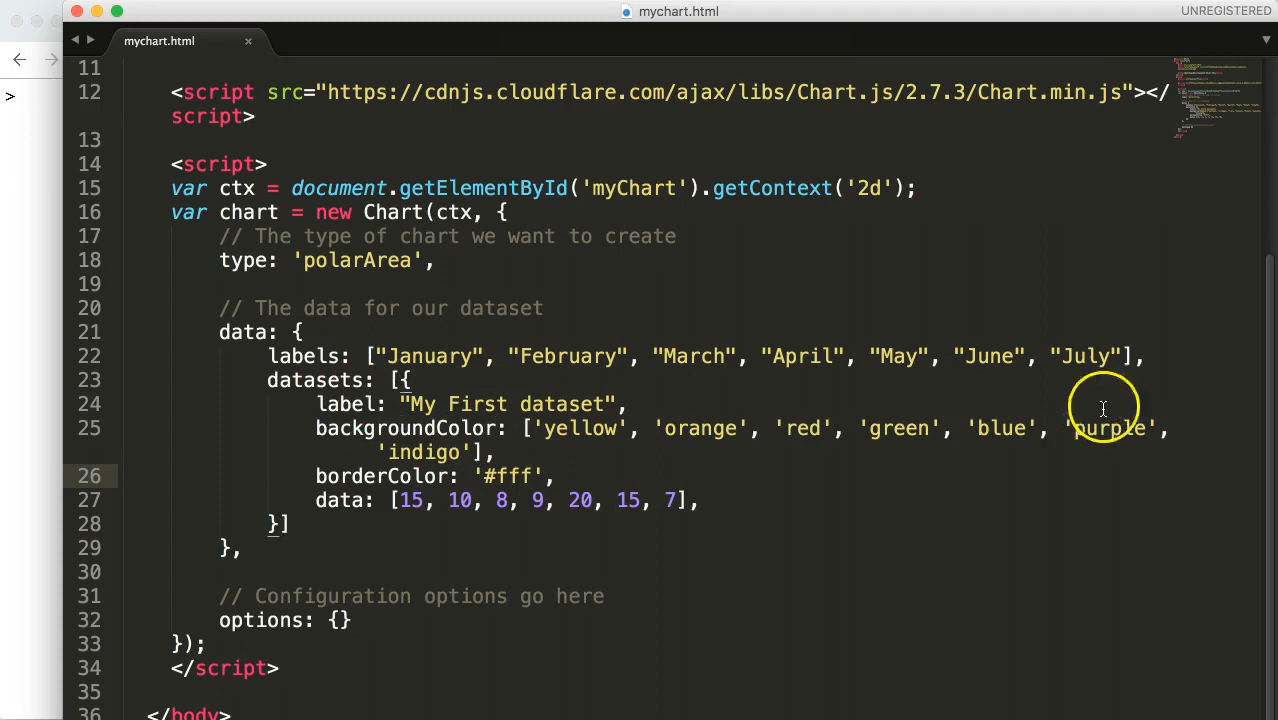 mychart.html
UNREGISTERED
mychart.html ×
>
11
12 <script src="https://cdnjs.cloudflare.com/ajax/libs/Chart.js/2.7.3/Chart.min.js"></
script>
13
14 <script>
15 var ctx = document.getElementById('myChart').getContext('2d');
16 var chart = new Chart(ctx, {
17 // The type of chart we want to create
18 type: 'polarArea',
19
20 // The data for our dataset
21 data: {
22 labels: ["January", "February", "March", "April", "May", "June", "July"],
23 datasets: [{
24 label: "My First dataset",
25 backgroundColor: ['yellow', 'orange', 'red', 'green', 'blue', 'purple',
'indigo'],
26 borderColor: '#fff',
27 data: [15, 10, 8, 9, 20, 15, 7],
28 }]
29 },
30
31 // Configuration options go here
32 options: {}
33 });
34 </script>
35
36 </body>